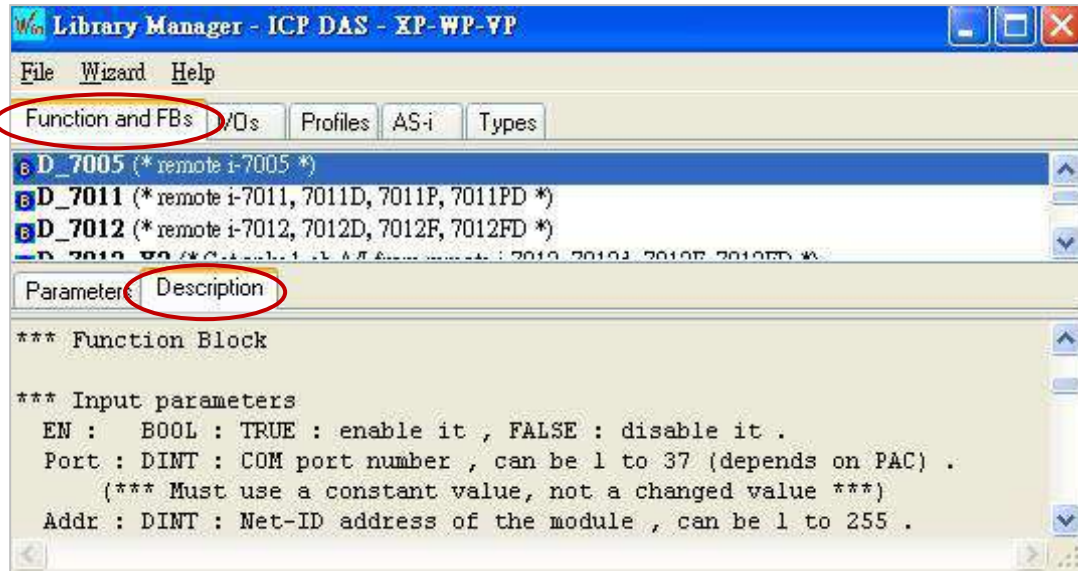 Library Manager - ICP DAS - XP-WP-VP
File Wizard Help
Function and FBs I/Os Profiles AS-i Types
D_7005 (* remote i-7005 *)
D_7011 (* remote i-7011, 7011D, 7011P, 7011PD *)
D_7012 (* remote i-7012, 7012D, 7012F, 7012FD *)
Parameters Description
*** Function Block
*** Input parameters
EN : BOOL : TRUE : enable it , FALSE : disable it .
Port : DINT : COM port number , can be 1 to 37 (depends on PAC) .
(*** Must use a constant value, not a changed value ***)
Addr : DINT : Net-ID address of the module , can be 1 to 255 .